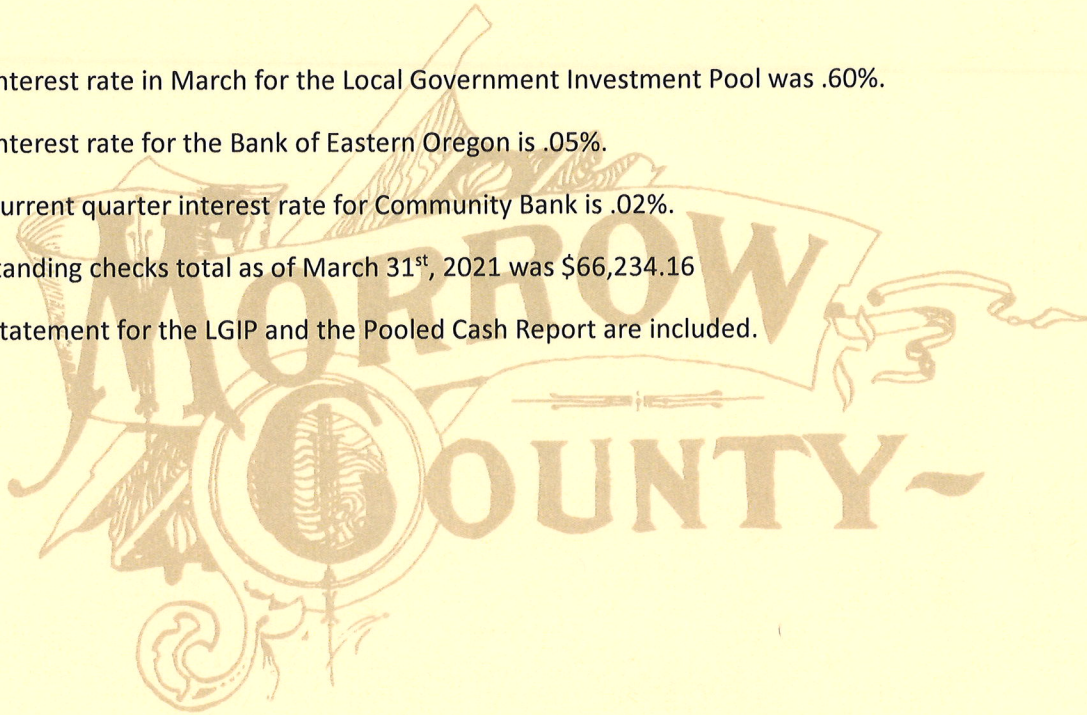 nterest rate in March for the Local Government Investment Pool was .60%.
nterest rate for the Bank of Eastern Oregon is .05%.
urrent quarter interest rate for Community Bank is .02%.
tanding checks total as of March 31st, 2021 was $66,234.16
tatement for the LGIP and the Pooled Cash Report are included.
MORROW
COUNTY~